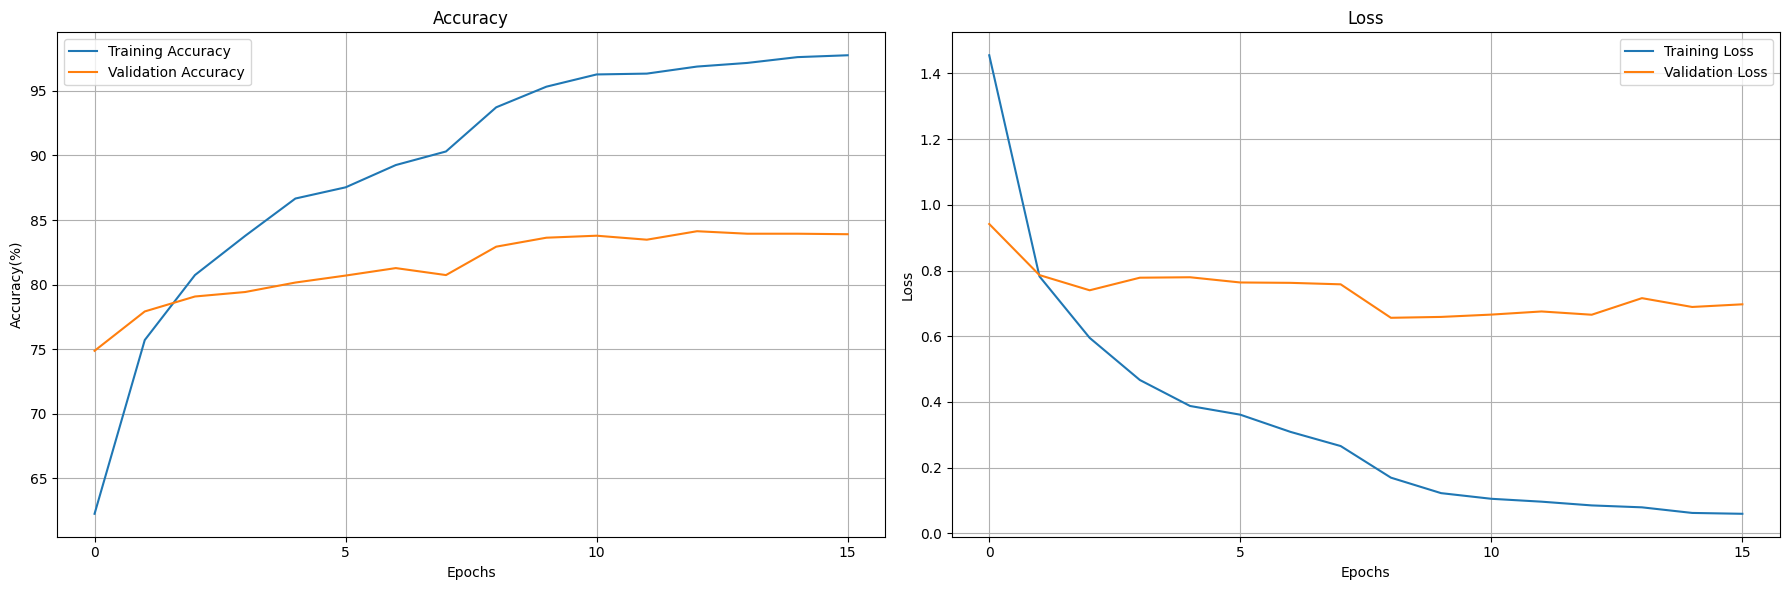 Accuracy
Training Accuracy
Validation Accuracy
Accuracy(%)
95
90
85
80
75
70
65
0 5 10 15
Epochs
Loss
Training Loss
Validation Loss
Loss
1.4
1.2
1.0
0.8
0.6
0.4
0.2
0.0
0 5 10 15
Epochs